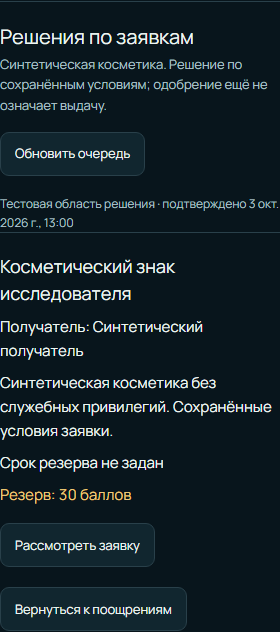 Решения по заявкам
Синтетическая косметика. Решение по
сохранённым условиям; одобрение ещё не
означает выдачу.
Обновить очередь
Тестовая область решения · подтверждено 3 окт.
2026 г., 13:00
Косметический знак
исследователя
Получатель: Синтетический
получатель
Синтетическая косметика без
служебных привилегий. Сохранённые
условия заявки.
Срок резерва не задан
Резерв: 30 баллов
Рассмотреть заявку
Вернуться к поощрениям